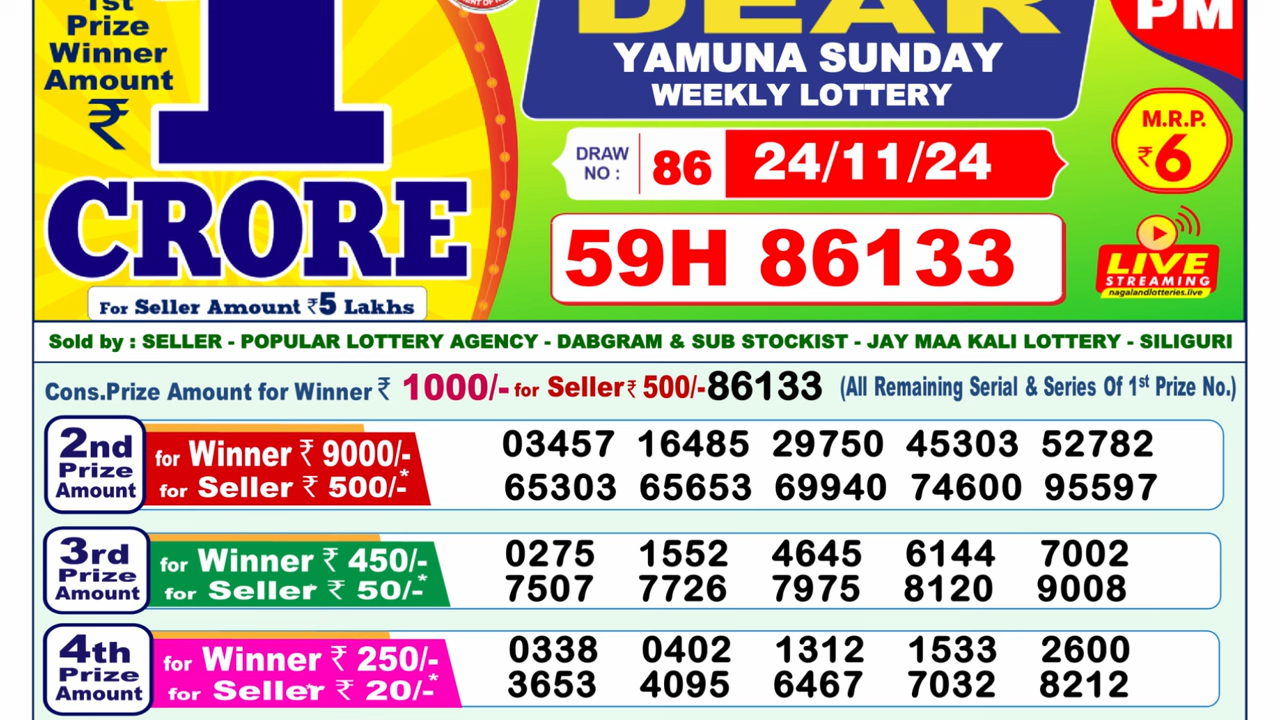 1st
Prize
Winner
Amount
₹
1
CRORE
For Seller Amount ₹5 Lakhs
DEAR
YAMUNA SUNDAY
WEEKLY LOTTERY
PM
DRAW NO : 86 24/11/24
M.R.P.
₹6
59H 86133
LIVE
STREAMING
nagalandlotteries.live
Sold by : SELLER - POPULAR LOTTERY AGENCY - DABGRAM & SUB STOCKIST - JAY MAA KALI LOTTERY - SILIGURI
Cons.Prize Amount for Winner ₹ 1000/- for Seller ₹ 500/- 86133 (All Remaining Serial & Series Of 1st Prize No.)
2nd
Prize
Amount
for Winner ₹ 9000/-
for Seller ₹ 500/-*
03457 16485 29750 45303 52782
65303 65653 69940 74600 95597
3rd
Prize
Amount
for Winner ₹ 450/-
for Seller ₹ 50/-*
0275 1552 4645 6144 7002
7507 7726 7975 8120 9008
4th
Prize
Amount
for Winner ₹ 250/-
for Seller ₹ 20/-*
0338 0402 1312 1533 2600
3653 4095 6467 7032 8212